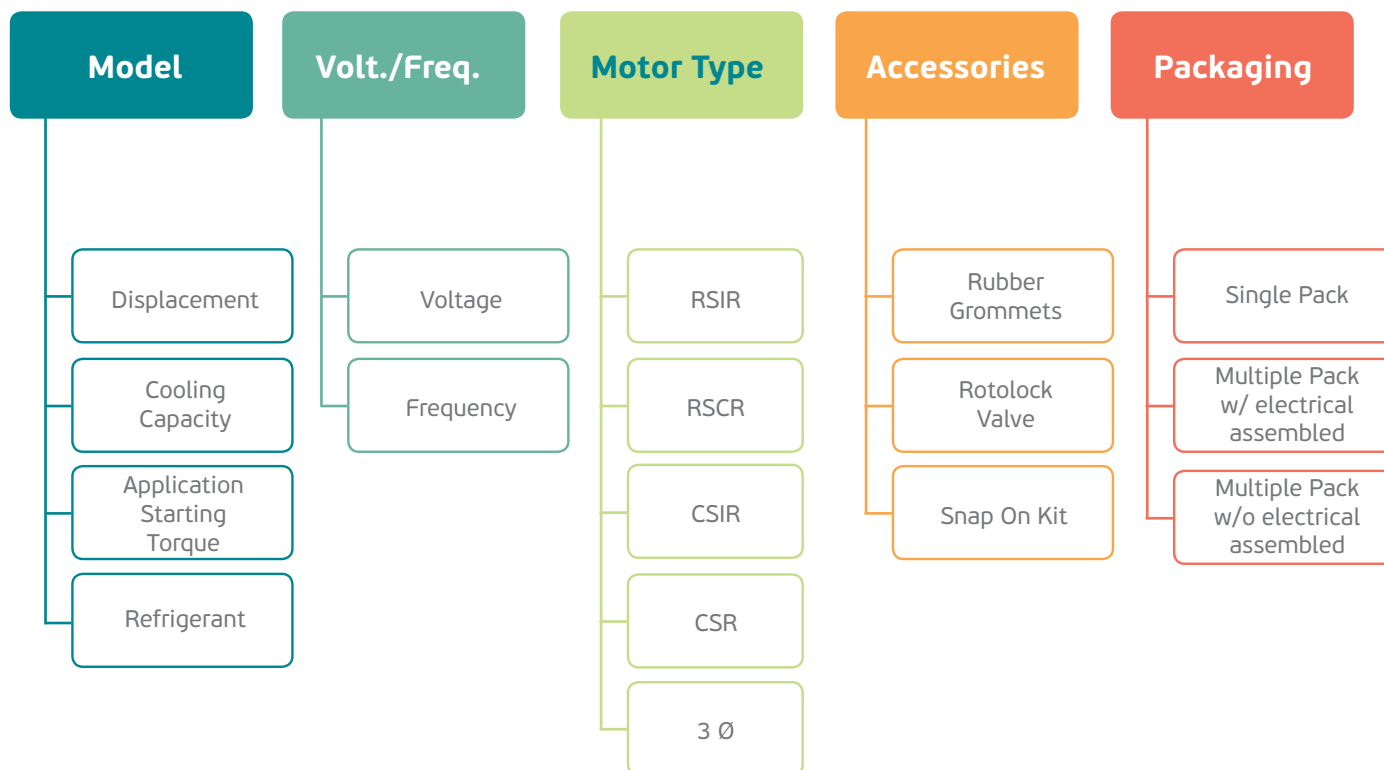 Model
Volt./Freq.
Motor Type
Accessories
Packaging
Displacement
Cooling
Capacity
Application
Starting
Torque
Refrigerant
Voltage
Frequency
RSIR
RSCR
CSIR
CSR
3 Ø
Rubber
Grommets
Rotolock
Valve
Snap On Kit
Single Pack
Multiple Pack
w/ electrical
assembled
Multiple Pack
w/o electrical
assembled